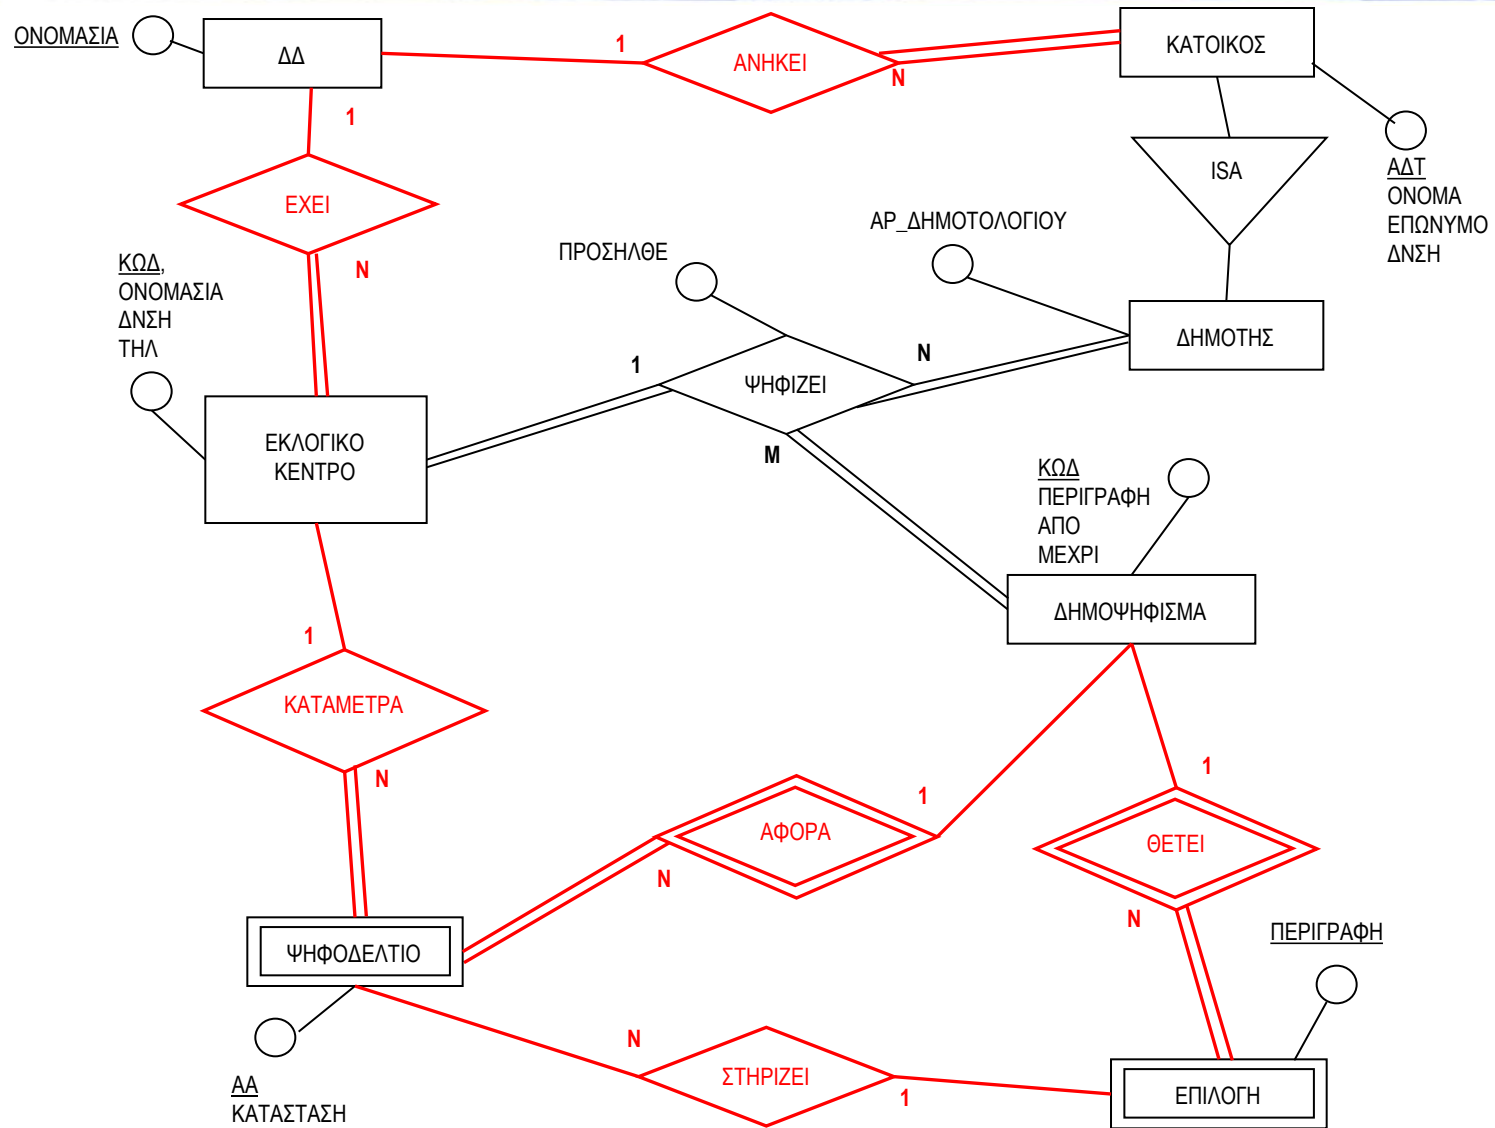 ΟΝΟΜΑΣΙΑ
ΔΔ
1
ΑΝΗΚΕΙ
N
ΚΑΤΟΙΚΟΣ
1
ΕΧΕΙ
N
ISA
ΑΔΤ
ΟΝΟΜΑ
ΕΠΩΝΥΜΟ
ΔΝΣΗ
ΚΩΔ,
ΟΝΟΜΑΣΙΑ
ΔΝΣΗ
ΤΗΛ
ΠΡΟΣΗΛΘΕ
ΑΡ_ΔΗΜΟΤΟΛΟΓΙΟΥ
ΔΗΜΟΤΗΣ
1
ΨΗΦΙΖΕΙ
N
M
ΕΚΛΟΓΙΚΟ
ΚΕΝΤΡΟ
ΚΩΔ
ΠΕΡΙΓΡΑΦΗ
ΑΠΟ
ΜΕΧΡΙ
ΔΗΜΟΨΗΦΙΣΜΑ
1
ΚΑΤΑΜΕΤΡΑ
N
1
ΑΦΟΡΑ
N
1
ΘΕΤΕΙ
N
ΠΕΡΙΓΡΑΦΗ
ΨΗΦΟΔΕΛΤΙΟ
N
ΣΤΗΡΙΖΕΙ
1
ΕΠΙΛΟΓΗ
ΑΑ
ΚΑΤΑΣΤΑΣΗ